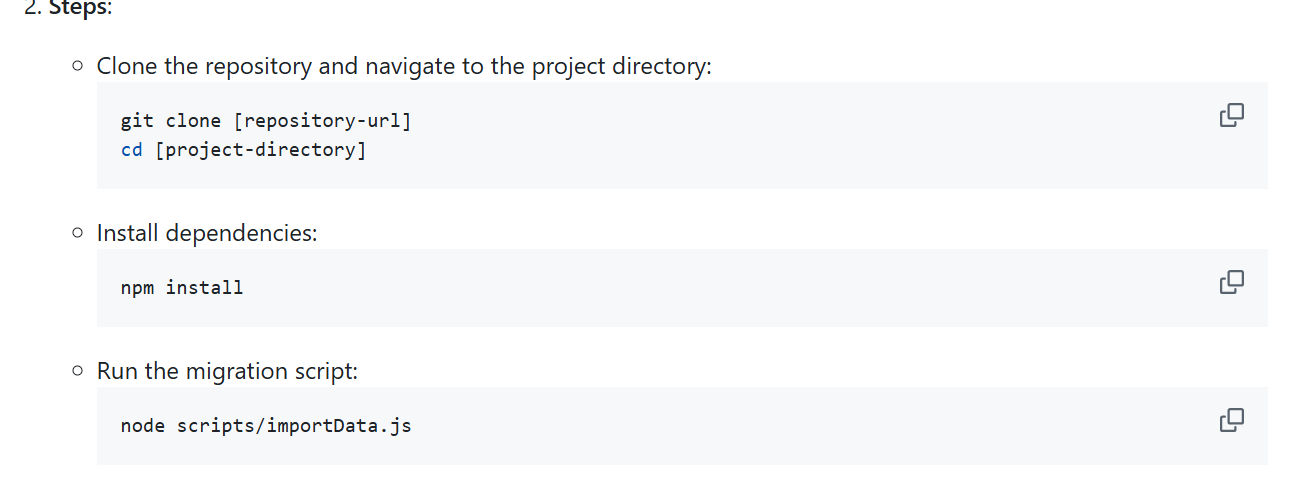 2. Steps:
Clone the repository and navigate to the project directory:
git clone [repository-url]
cd [project-directory]
Install dependencies:
npm install
Run the migration script:
node scripts/importData.js